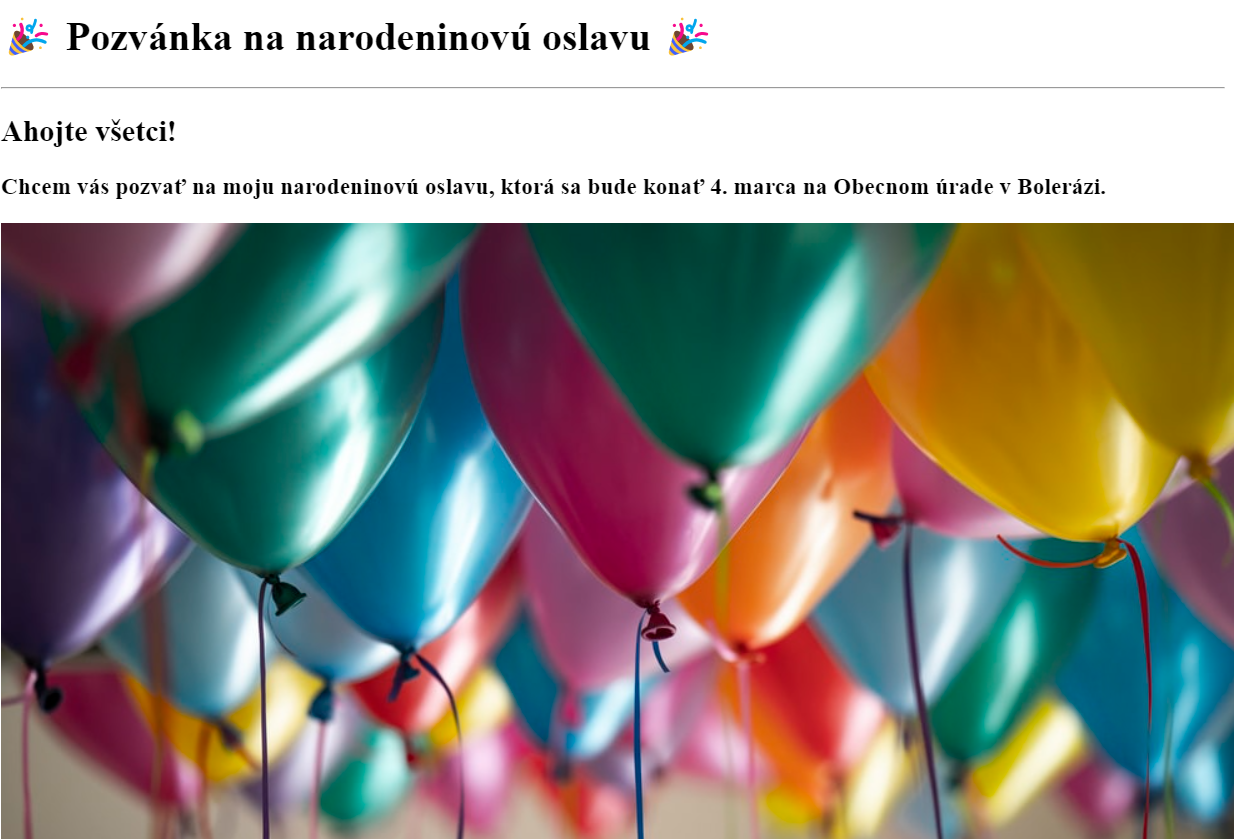 🎉 Pozvánka na narodeninovú oslavu 🎉
Ahojte všetci!
Chcem vás pozvať na moju narodeninovú oslavu, ktorá sa bude konať 4. marca na Obecnom úrade v Bolerázi.